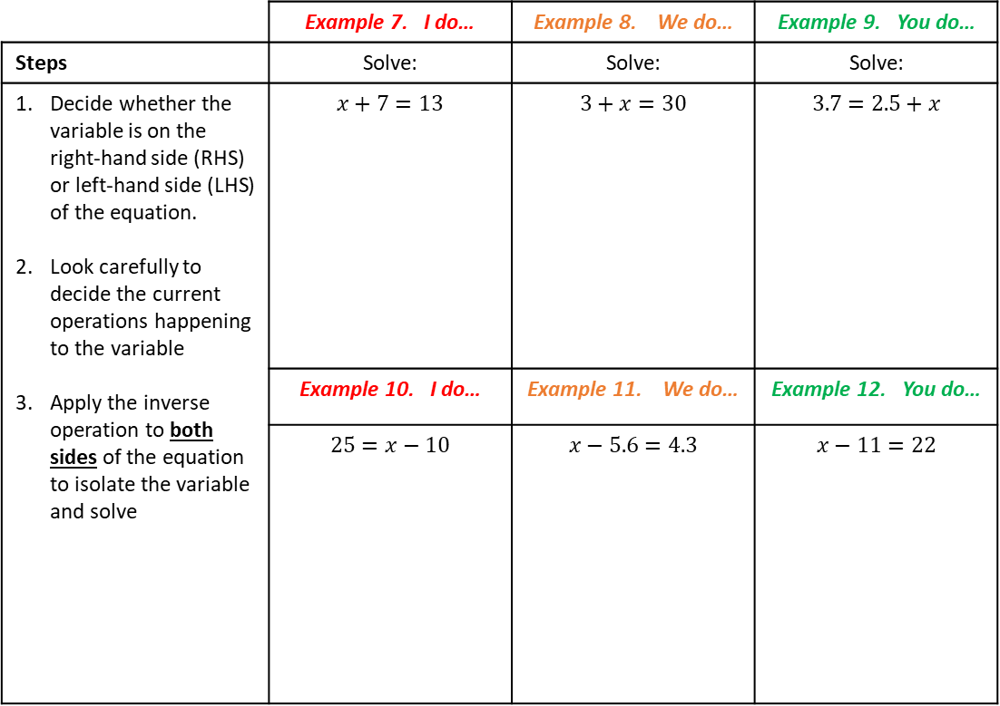 Example 7. I do…
Example 8. We do…
Example 9. You do…
Steps
Solve:
Solve:
Solve:
1. Decide whether the
variable is on the
right-hand side (RHS)
or left-hand side (LHS)
of the equation.
2. Look carefully to
decide the current
operations happening
to the variable
3. Apply the inverse
operation to both
sides of the equation
to isolate the variable
and solve
x + 7 = 13
3 + x = 30
3.7 = 2.5 + x
Example 10. I do…
Example 11. We do…
Example 12. You do…
25 = x − 10
x − 5.6 = 4.3
x − 11 = 22